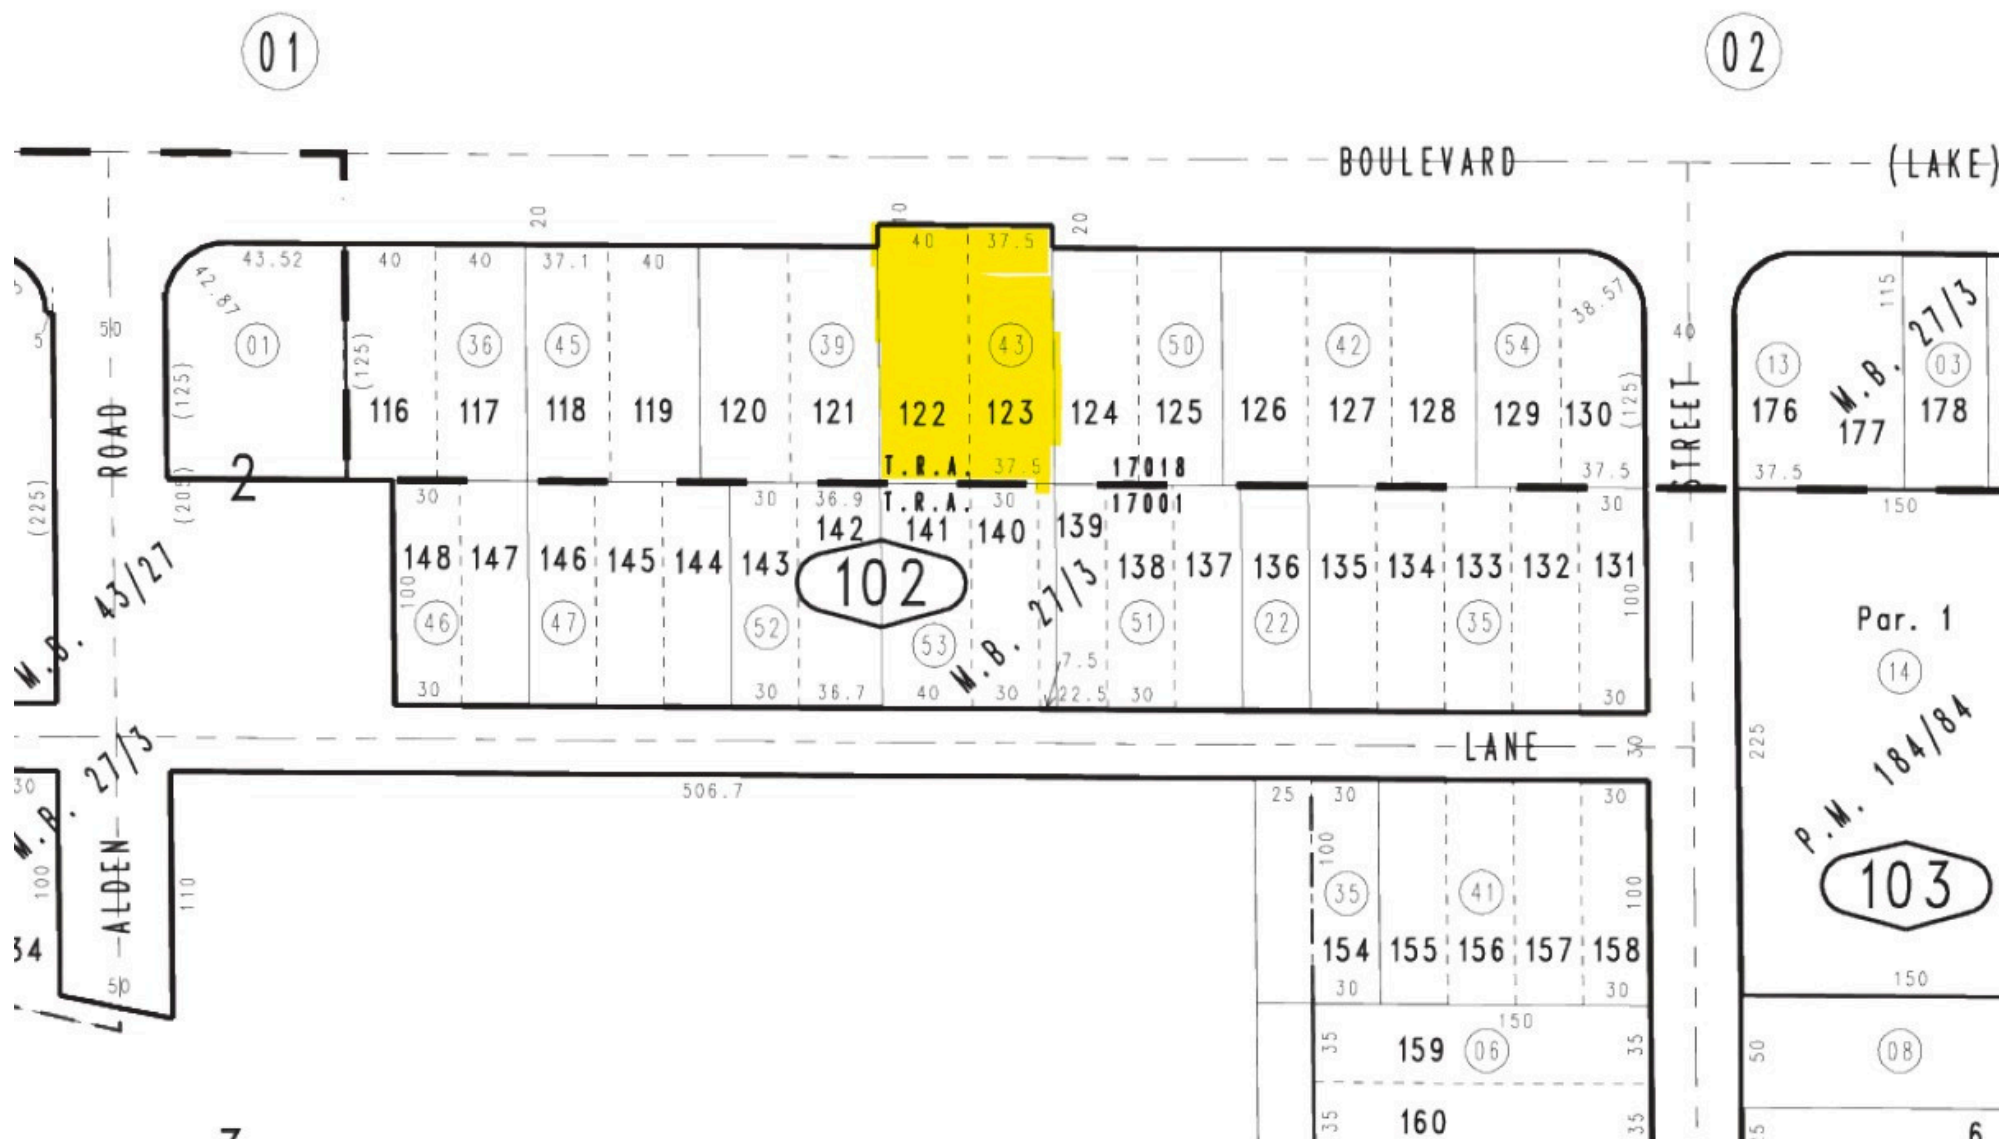 01 02
BOULEVARD (LAKE)
20 10 20
43.52 40 40 37.1 40 40 37.5
42.87 38.57 115
5 50 40
01 36 45 39 43 50 42 54 13 03
(125) (125) (125)
M.B. 27/3
116 117 118 119 120 121 122 123 124 125 126 127 128 129 130 176 177 178
ROAD STREET
T.R.A. 37.5 17018 37.5 37.5
2
(225) (205)
30 30 36.9 T.R.A. 30 17001 30 150
142 141 140 139
148 147 146 145 144 143 138 137 136 135 134 133 132 131
102
100 100
M.B. 43/27
M.B. 27/3
46 47 52 53 51 22 35
Par. 1
14
7.5
30 30 36.7 40 30 22.5 30 30
P.M. 184/84
225
LANE 30
M.B. 27/3
30 506.7 25 30 30
100 110 100 100
35 41
103
ALDEN
34 154 155 156 157 158
50 30 30 150
150
35 159 06 35 50 08
35 160 35
6